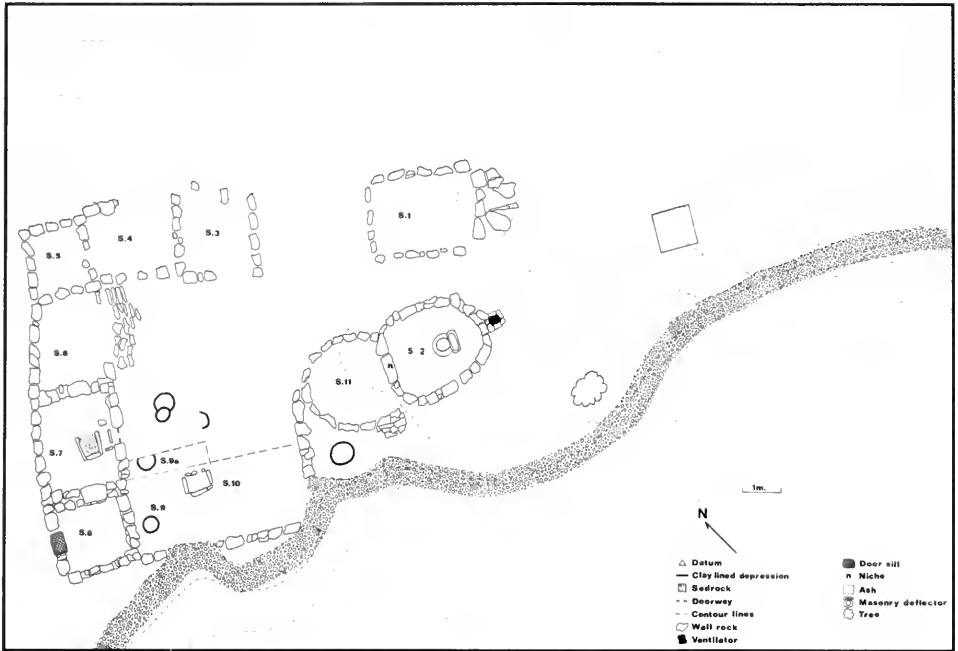 S.1
S.5
S.4
S.3
S.6
S 2
S.11
n
S.7
S.9a
S.10
S.9
S.8
1m.
N
Datum
Clay lined depression
Bedrock
Doorway
Contour lines
Wall rock
Ventilator
Door sill
n Niche
Ash
Masonry deflector
Tree